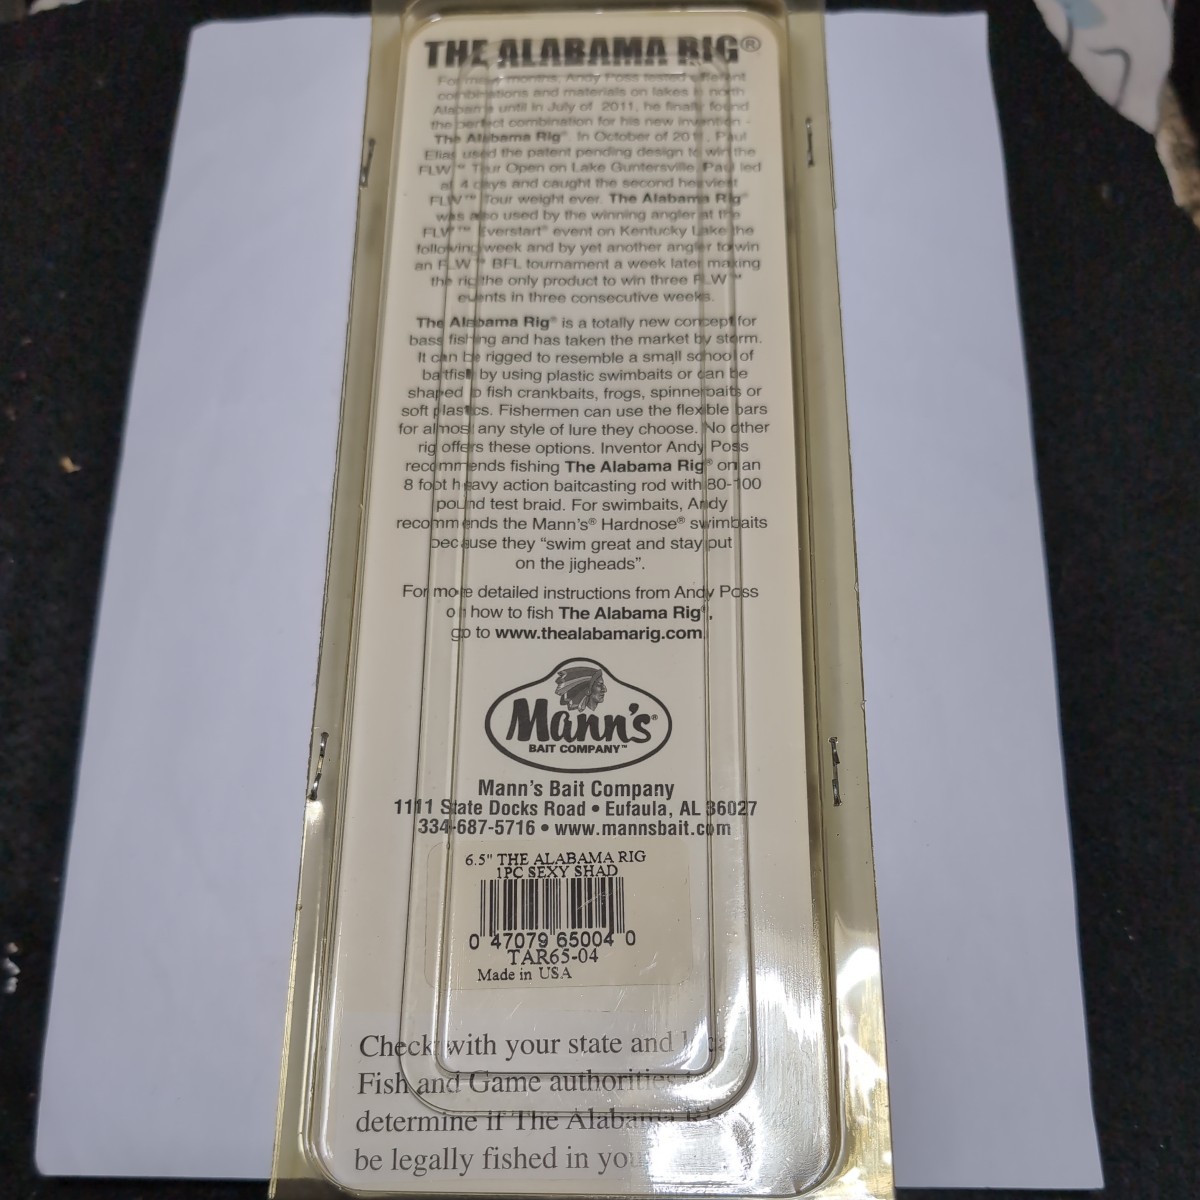 THE ALABAMA RIG®
For many months, Andy Poss tested different
combinations and materials on lakes in north
Alabama until in July of 2011, he finally found
the perfect combination for his new invention -
The Alabama Rig®. In October of 2011, Paul
Elias used the patent pending design to win the
FLW™ Tour Open on Lake Guntersville. Paul led
all 4 days and caught the second heaviest
FLW™ Tour weight ever. The Alabama Rig®
was also used by the winning angler at the
FLW™ Everstart® event on Kentucky Lake the
following week and by yet another angler to win
an FLW™ BFL tournament a week later making
the rig the only product to win three FLW™
events in three consecutive weeks.
The Alabama Rig® is a totally new concept for
bass fishing and has taken the market by storm.
It can be rigged to resemble a small school of
baitfish by using plastic swimbaits or can be
shaped to fish crankbaits, frogs, spinnerbaits or
soft plastics. Fishermen can use the flexible bars
for almost any style of lure they choose. No other
rig offers these options. Inventor Andy Poss
recommends fishing The Alabama Rig® on an
8 foot heavy action baitcasting rod with 80-100
pound test braid. For swimbaits, Andy
recommends the Mann's® Hardnose® swimbaits
because they “swim great and stay put
on the jigheads”.
For more detailed instructions from Andy Poss
on how to fish The Alabama Rig®,
go to www.thealabamarig.com
Mann's®
BAIT COMPANY™
Mann's Bait Company
1111 State Docks Road • Eufaula, AL 36027
334-687-5716 • www.mannsbait.com
6.5" THE ALABAMA RIG
1PC SEXY SHAD
0 47079 65004 0
TAR65-04
Made in USA
Check with your state and
Fish and Game authorities
determine if The Alabama
be legally fished in